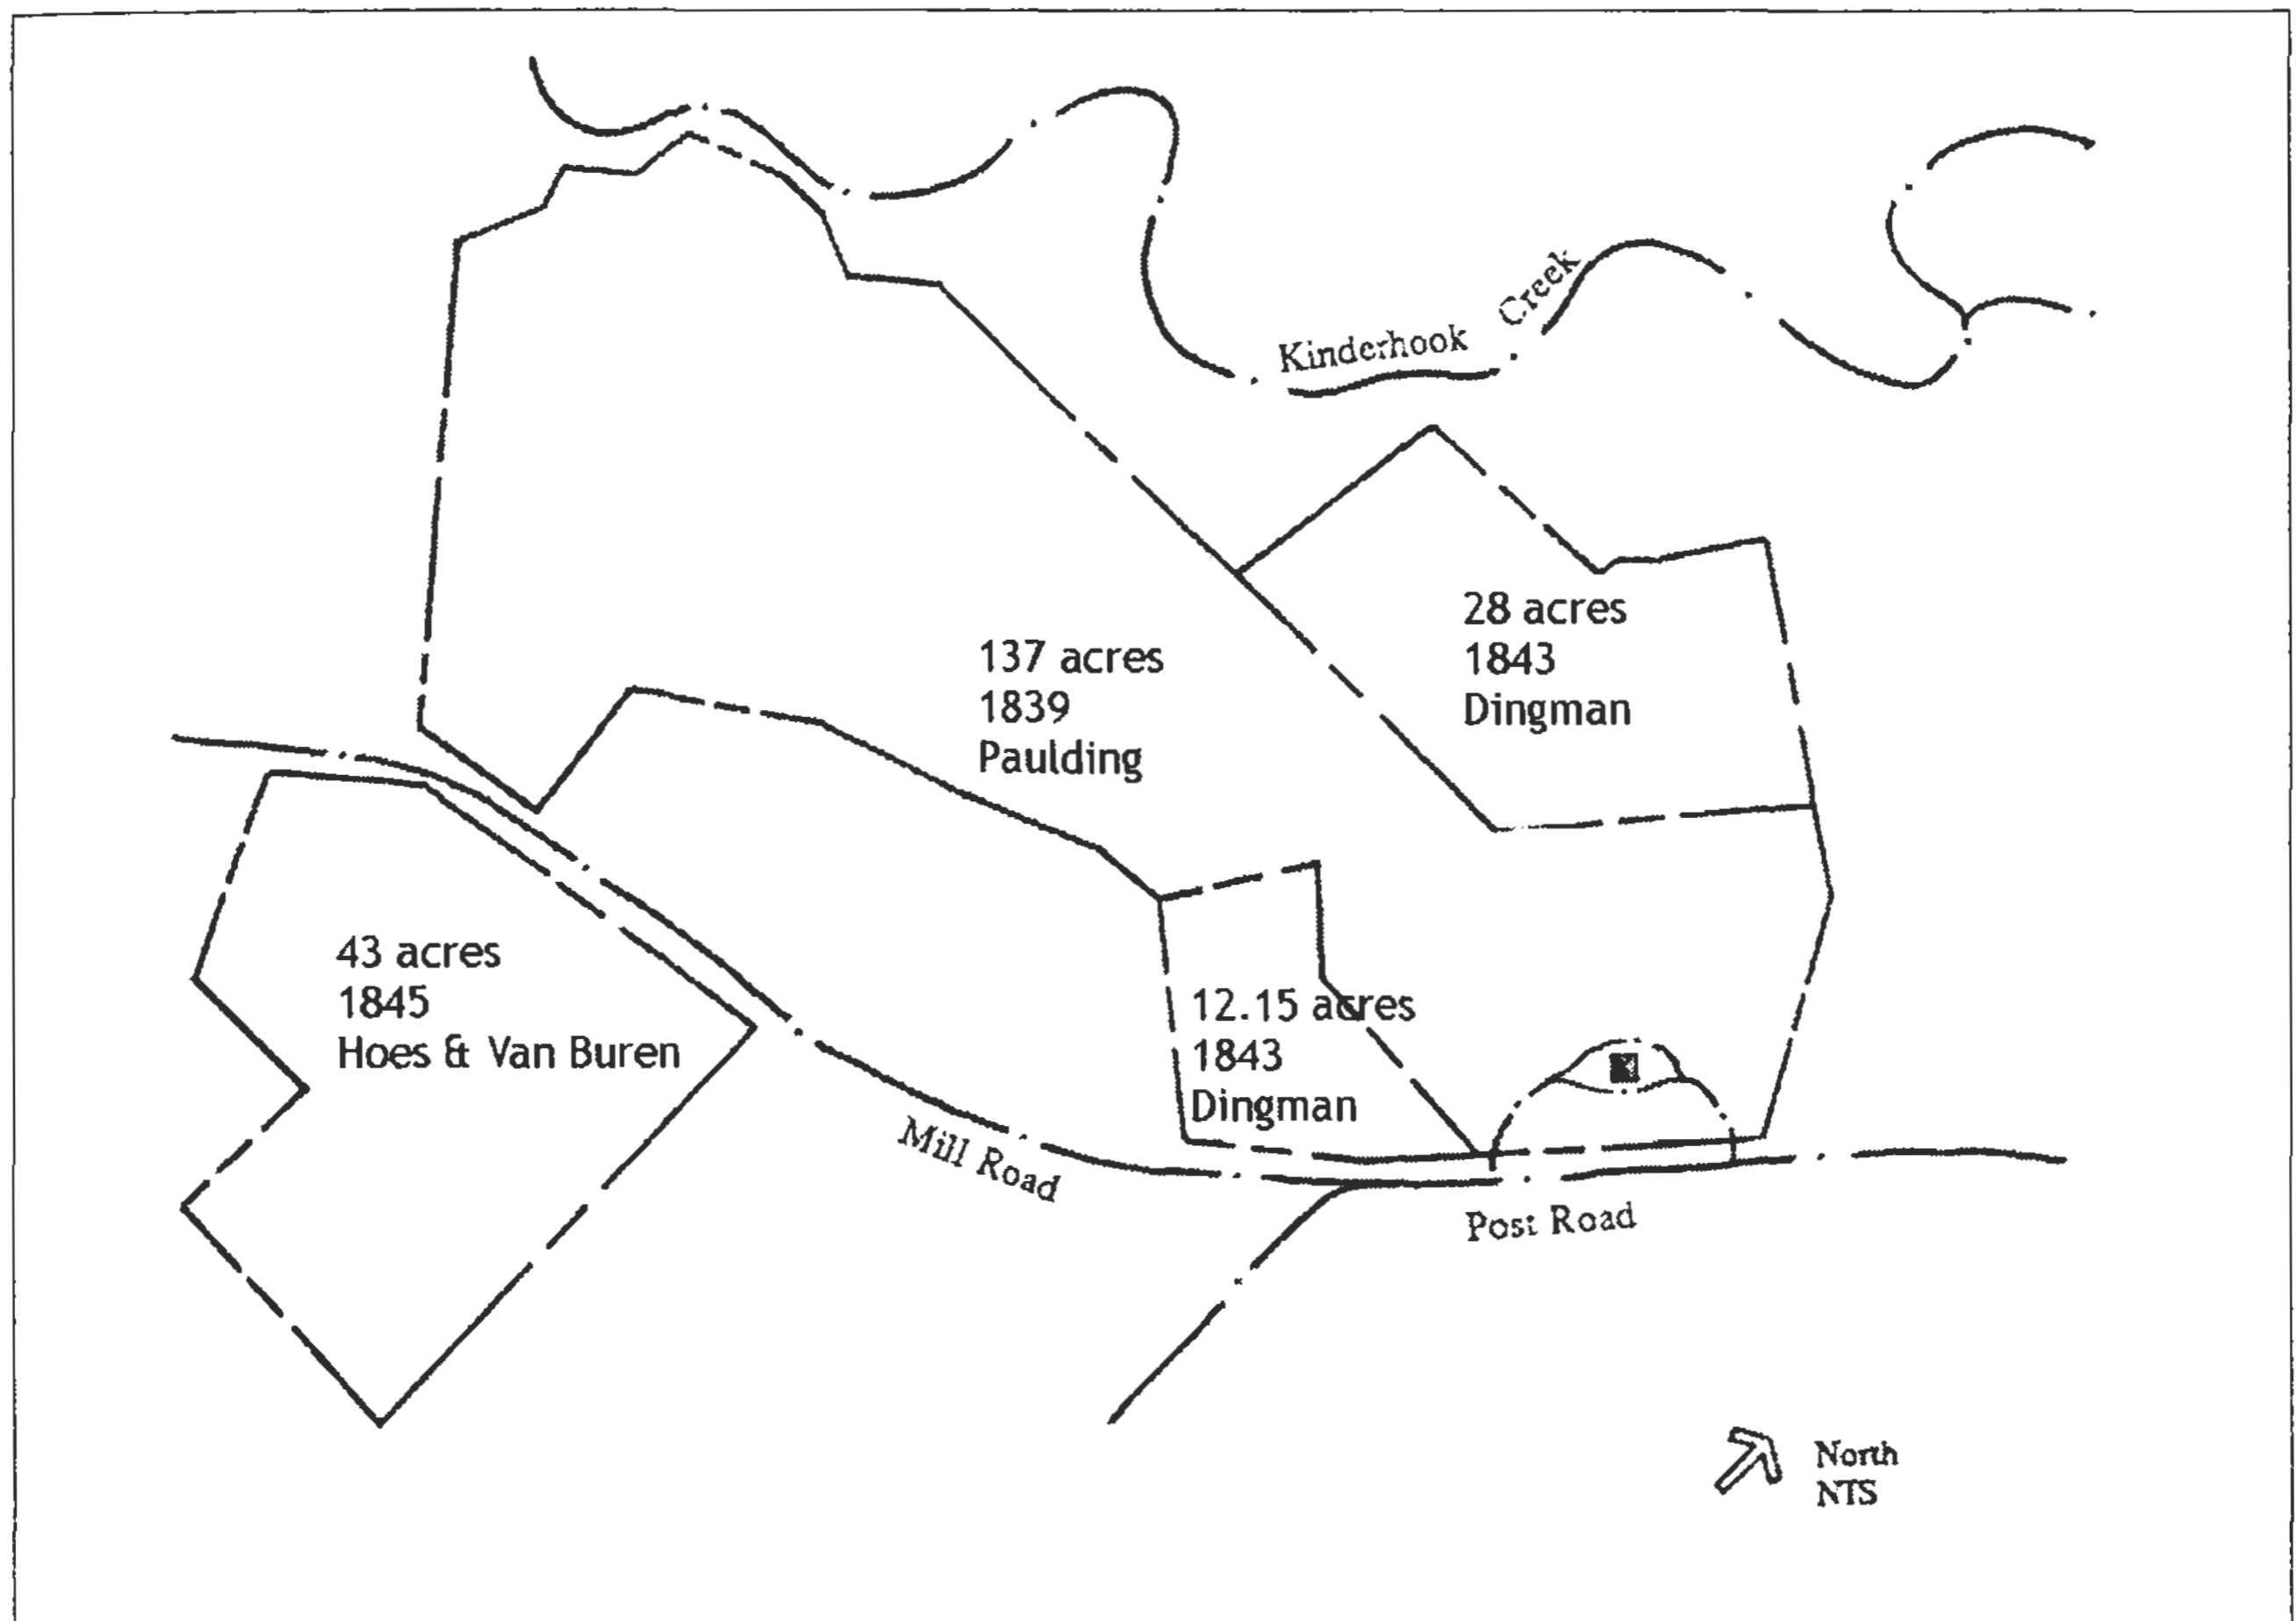 Kinderhook Creek
28 acres
1843
Dingman
137 acres
1839
Paulding
43 acres
1845
Hoes & Van Buren
12.15 acres
1843
Dingman
Mill Road
Post Road
North
NTS